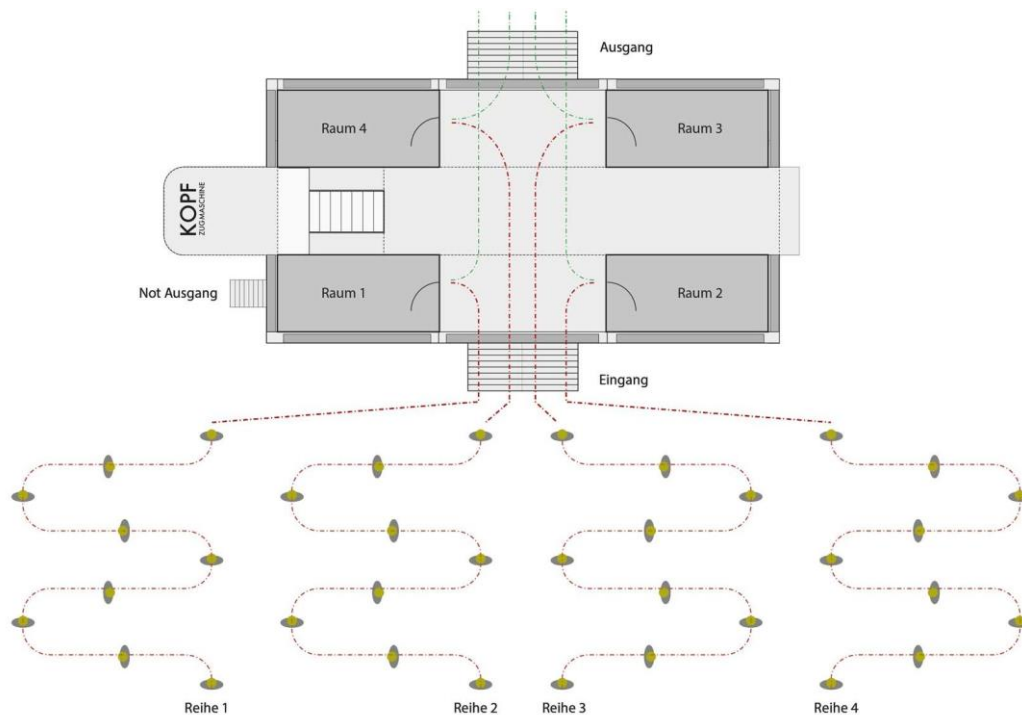 Ausgang
Raum 4
Raum 3
KOPF
ZUGMASCHINE
Not Ausgang
Raum 1
Raum 2
Eingang
Reihe 1
Reihe 2
Reihe 3
Reihe 4